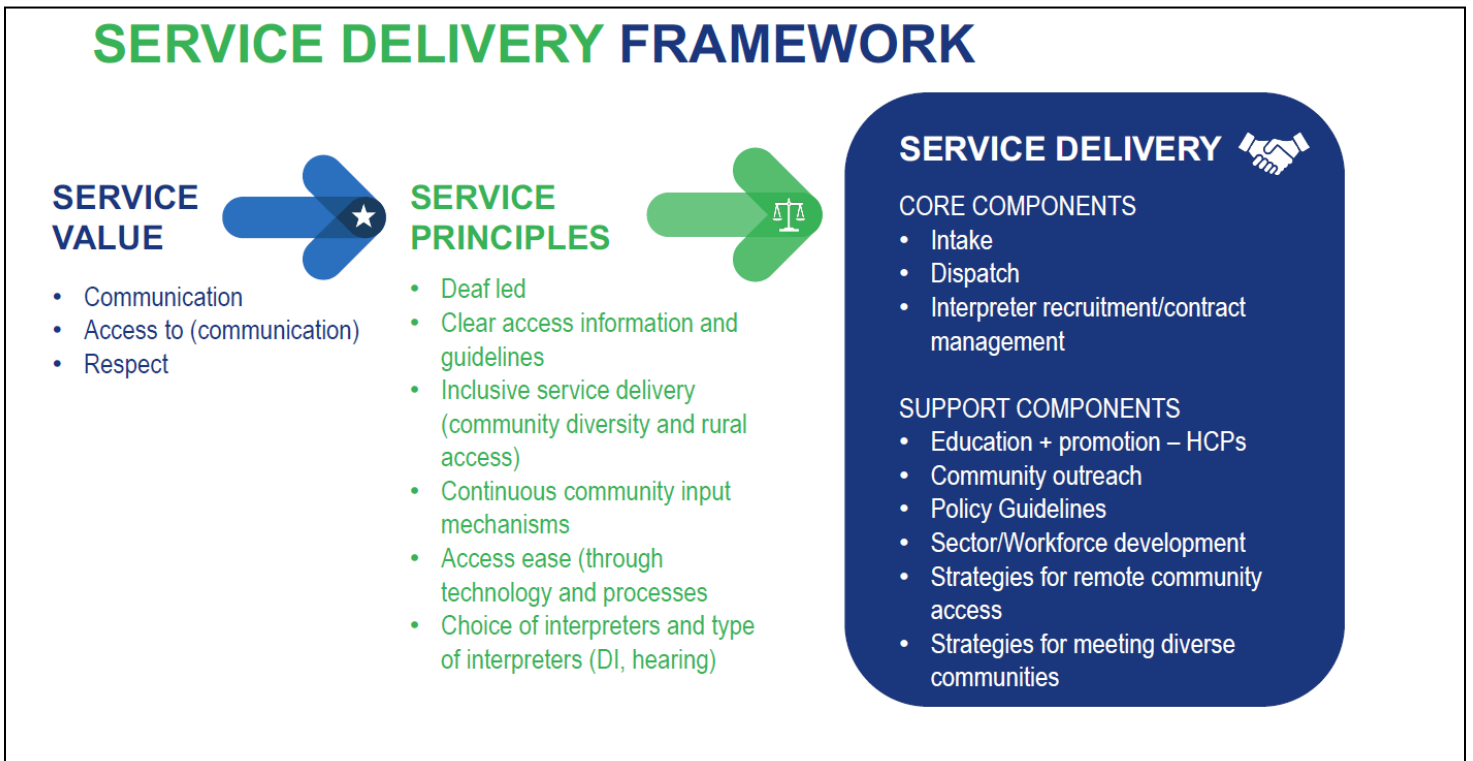 SERVICE DELIVERY FRAMEWORK
SERVICE
VALUE
• Communication
• Access to (communication)
• Respect
SERVICE
PRINCIPLES
• Deaf led
• Clear access information and
guidelines
• Inclusive service delivery
(community diversity and rural
access)
• Continuous community input
mechanisms
• Access ease (through
technology and processes
• Choice of interpreters and type
of interpreters (DI, hearing)
SERVICE DELIVERY
CORE COMPONENTS
• Intake
• Dispatch
• Interpreter recruitment/contract
management
SUPPORT COMPONENTS
• Education + promotion – HCPs
• Community outreach
• Policy Guidelines
• Sector/Workforce development
• Strategies for remote community
access
• Strategies for meeting diverse
communities